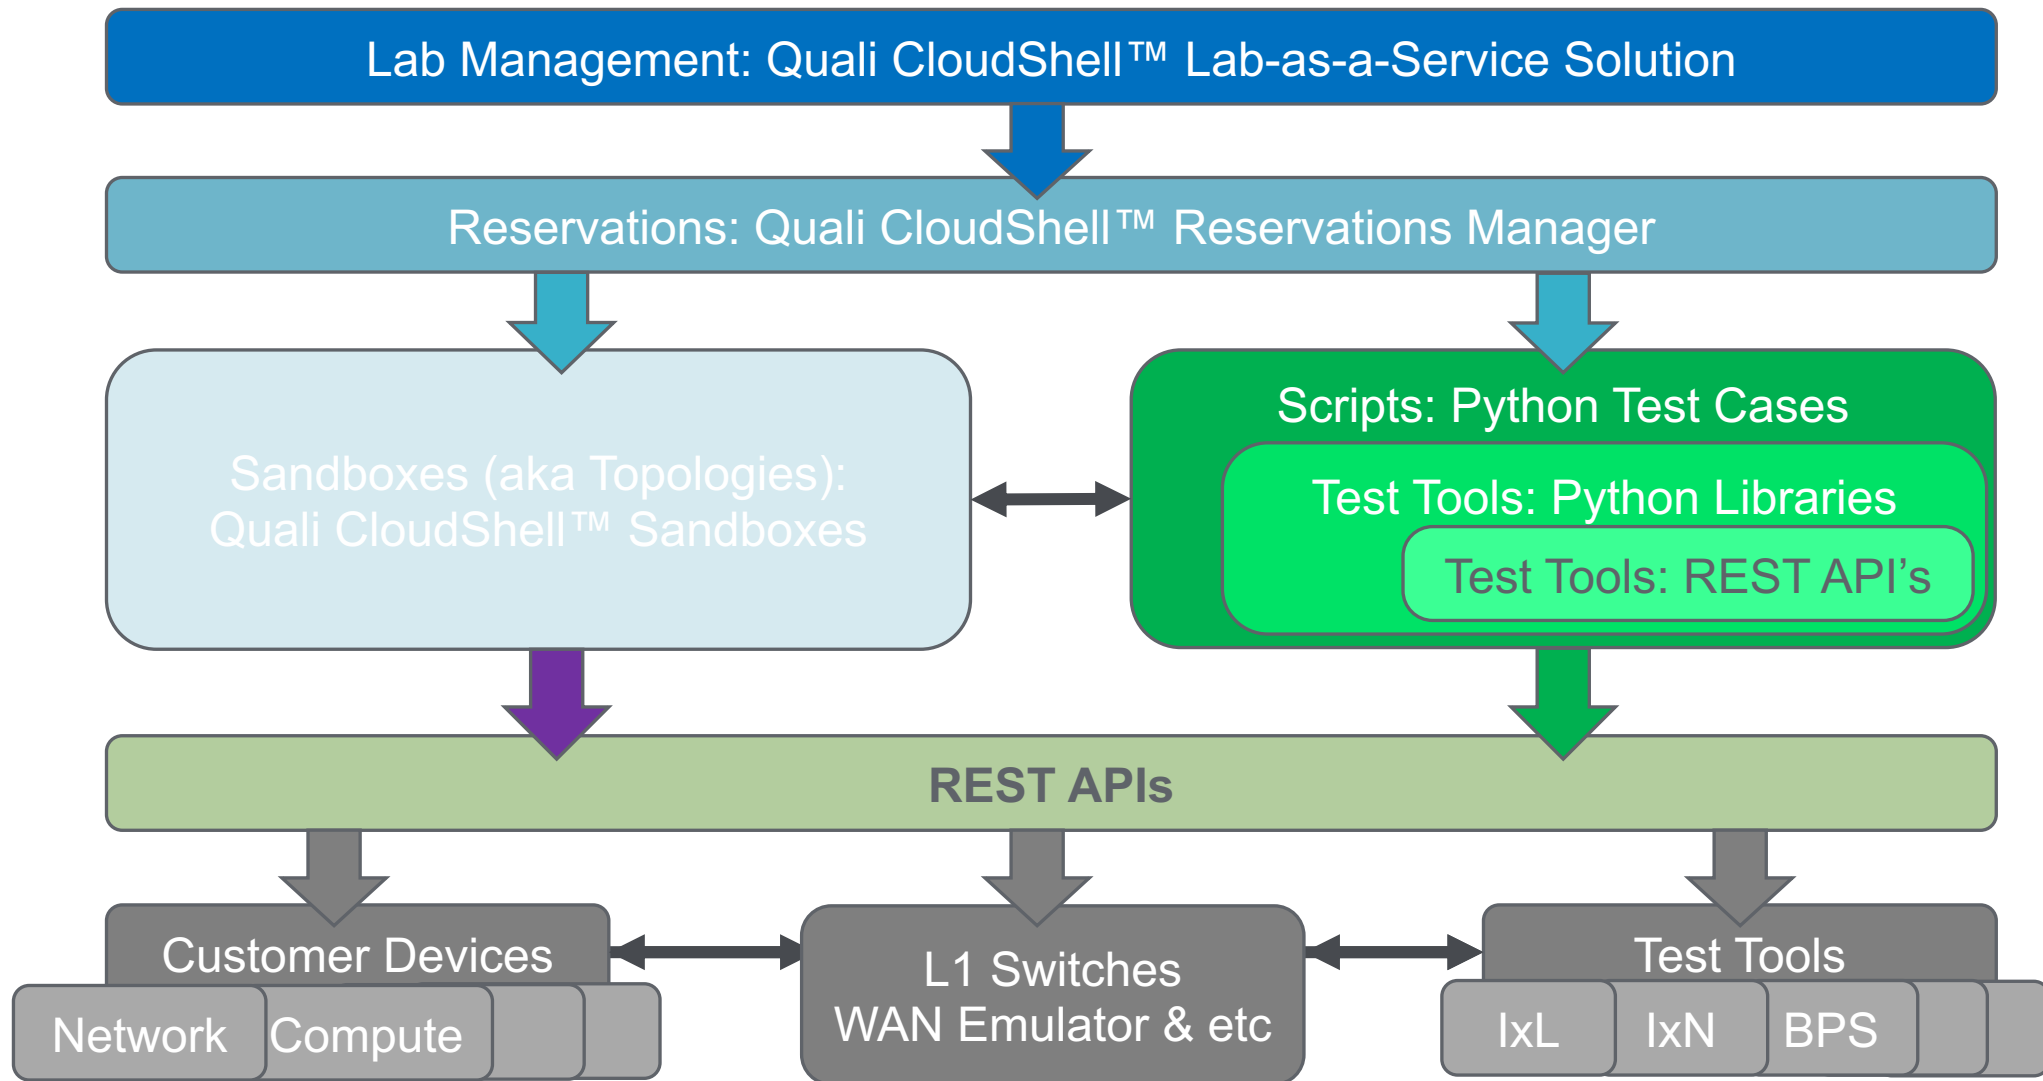 Lab Management: Quali CloudShell™ Lab-as-a-Service Solution
Reservations: Quali CloudShell™ Reservations Manager
Sandboxes (aka Topologies):
Quali CloudShell™ Sandboxes
Scripts: Python Test Cases
Test Tools: Python Libraries
Test Tools: REST API’s
REST APIs
Customer Devices
Network
Compute
L1 Switches
WAN Emulator & etc
Test Tools
IxL
IxN
BPS